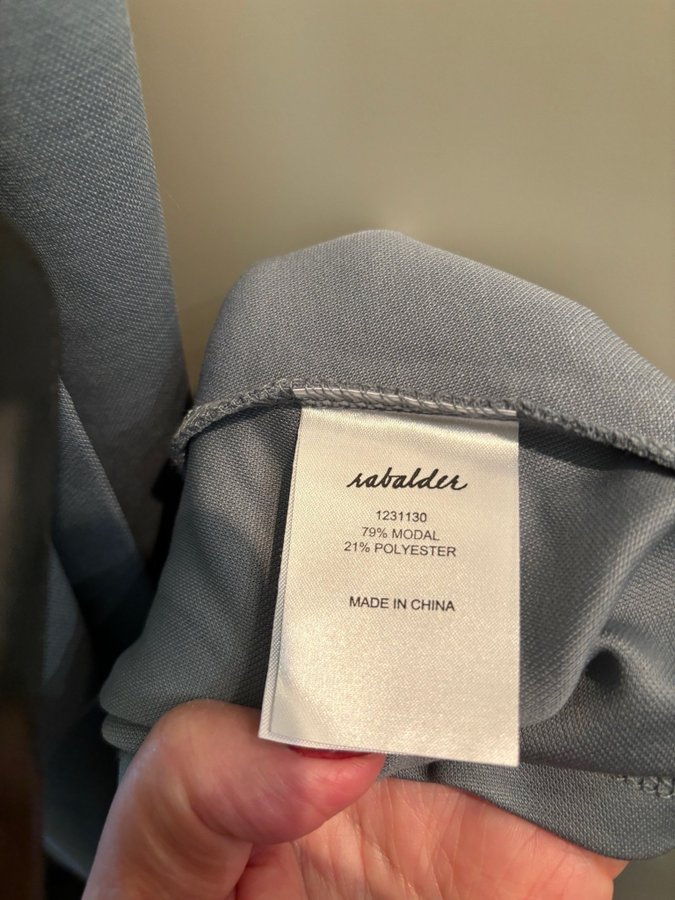 rabalder
1231130
79% MODAL
21% POLYESTER
MADE IN CHINA